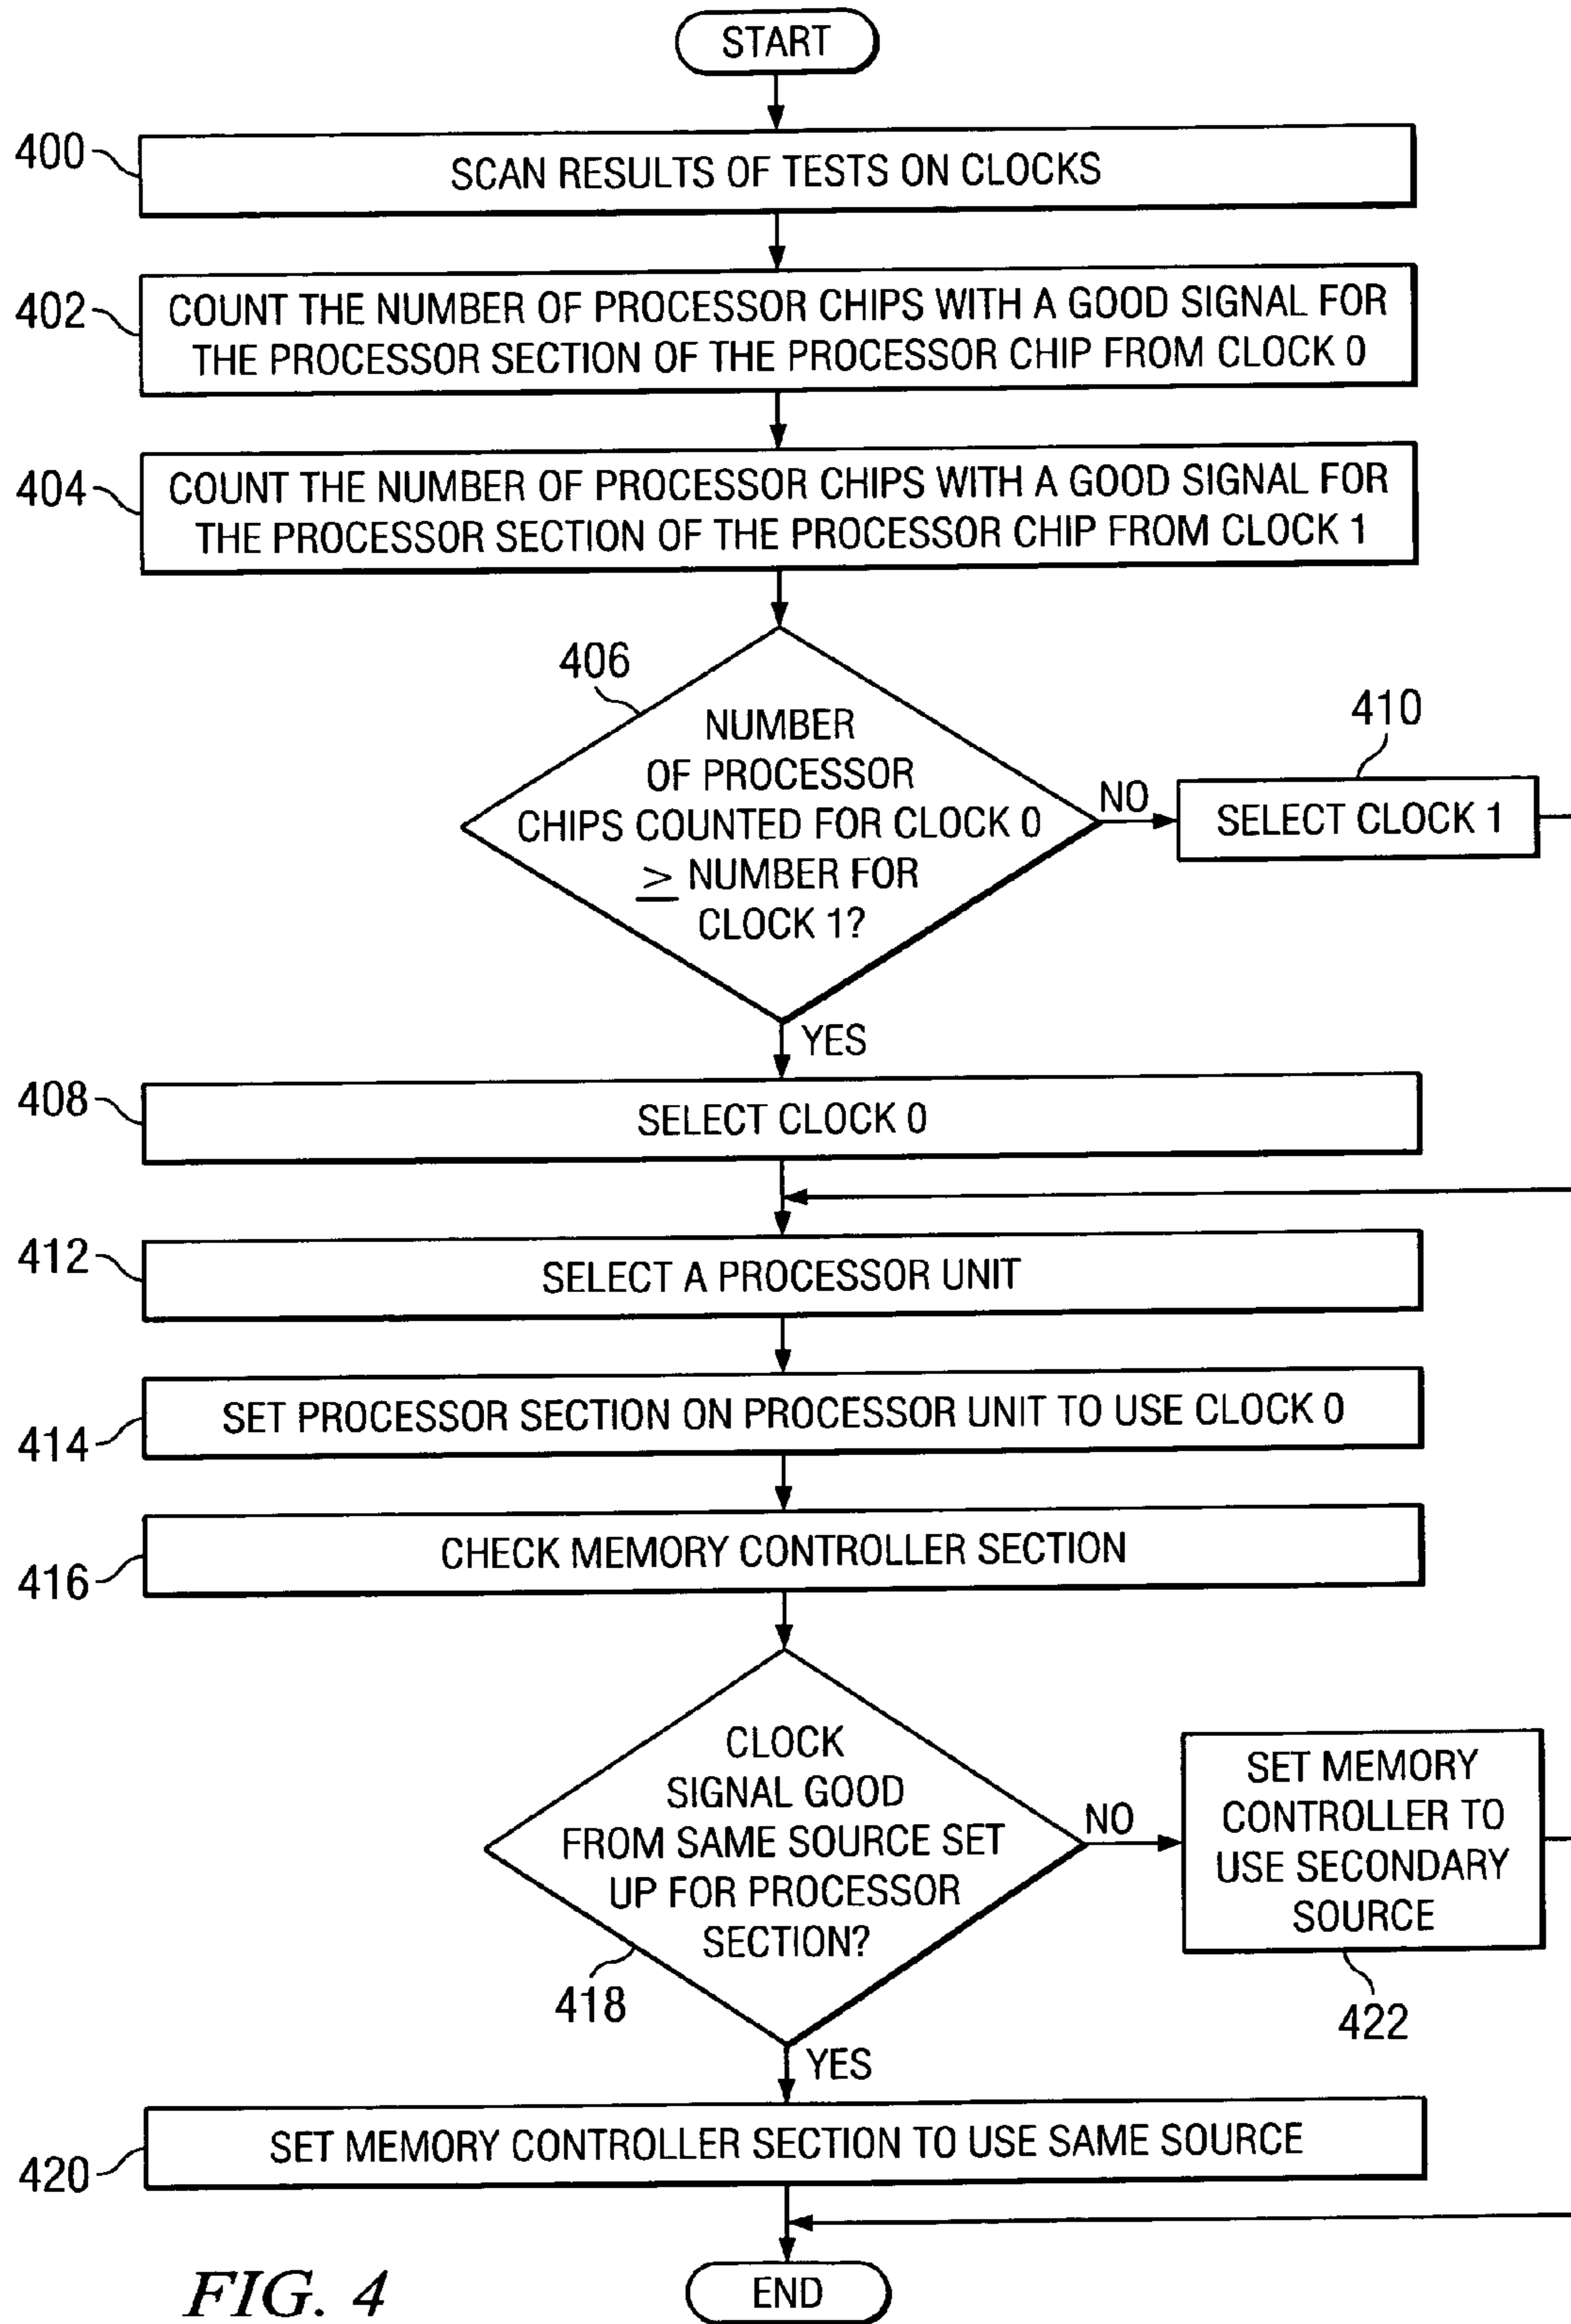 START
400
SCAN RESULTS OF TESTS ON CLOCKS
402
COUNT THE NUMBER OF PROCESSOR CHIPS WITH A GOOD SIGNAL FOR
THE PROCESSOR SECTION OF THE PROCESSOR CHIP FROM CLOCK 0
404
COUNT THE NUMBER OF PROCESSOR CHIPS WITH A GOOD SIGNAL FOR
THE PROCESSOR SECTION OF THE PROCESSOR CHIP FROM CLOCK 1
406
NUMBER
OF PROCESSOR
CHIPS COUNTED FOR CLOCK 0
≥ NUMBER FOR
CLOCK 1?
NO
410
SELECT CLOCK 1
YES
408
SELECT CLOCK 0
412
SELECT A PROCESSOR UNIT
414
SET PROCESSOR SECTION ON PROCESSOR UNIT TO USE CLOCK 0
416
CHECK MEMORY CONTROLLER SECTION
CLOCK
SIGNAL GOOD
FROM SAME SOURCE SET
UP FOR PROCESSOR
SECTION?
418
NO
SET MEMORY
CONTROLLER TO
USE SECONDARY
SOURCE
422
YES
420
SET MEMORY CONTROLLER SECTION TO USE SAME SOURCE
END
FIG. 4